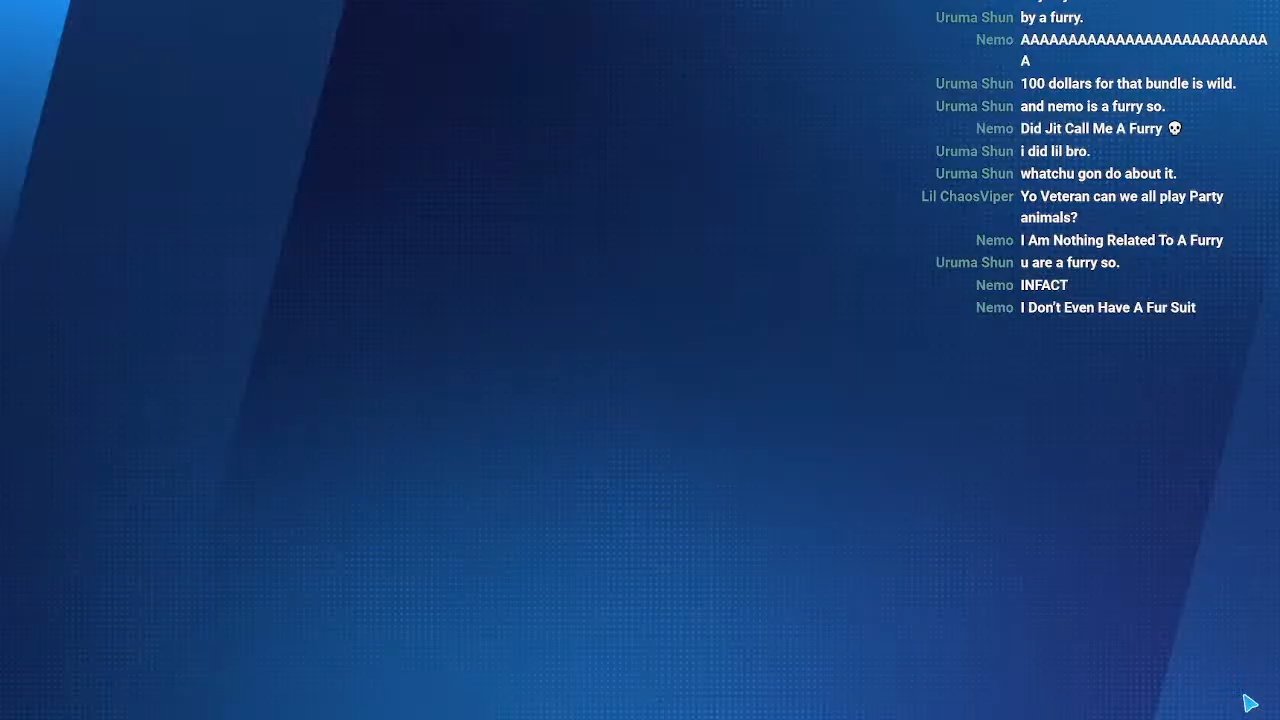 Uruma Shun by a furry.
Nemo AAAAAAAAAAAAAAAAAAAAAAAAAA
A
Uruma Shun 100 dollars for that bundle is wild.
Uruma Shun and nemo is a furry so.
Nemo Did Jit Call Me A Furry 💀
Uruma Shun i did lil bro.
Uruma Shun whatchu gon do about it.
Lil ChaosViper Yo Veteran can we all play Party
animals?
Nemo I Am Nothing Related To A Furry
Uruma Shun u are a furry so.
Nemo INFACT
Nemo I Don't Even Have A Fur Suit